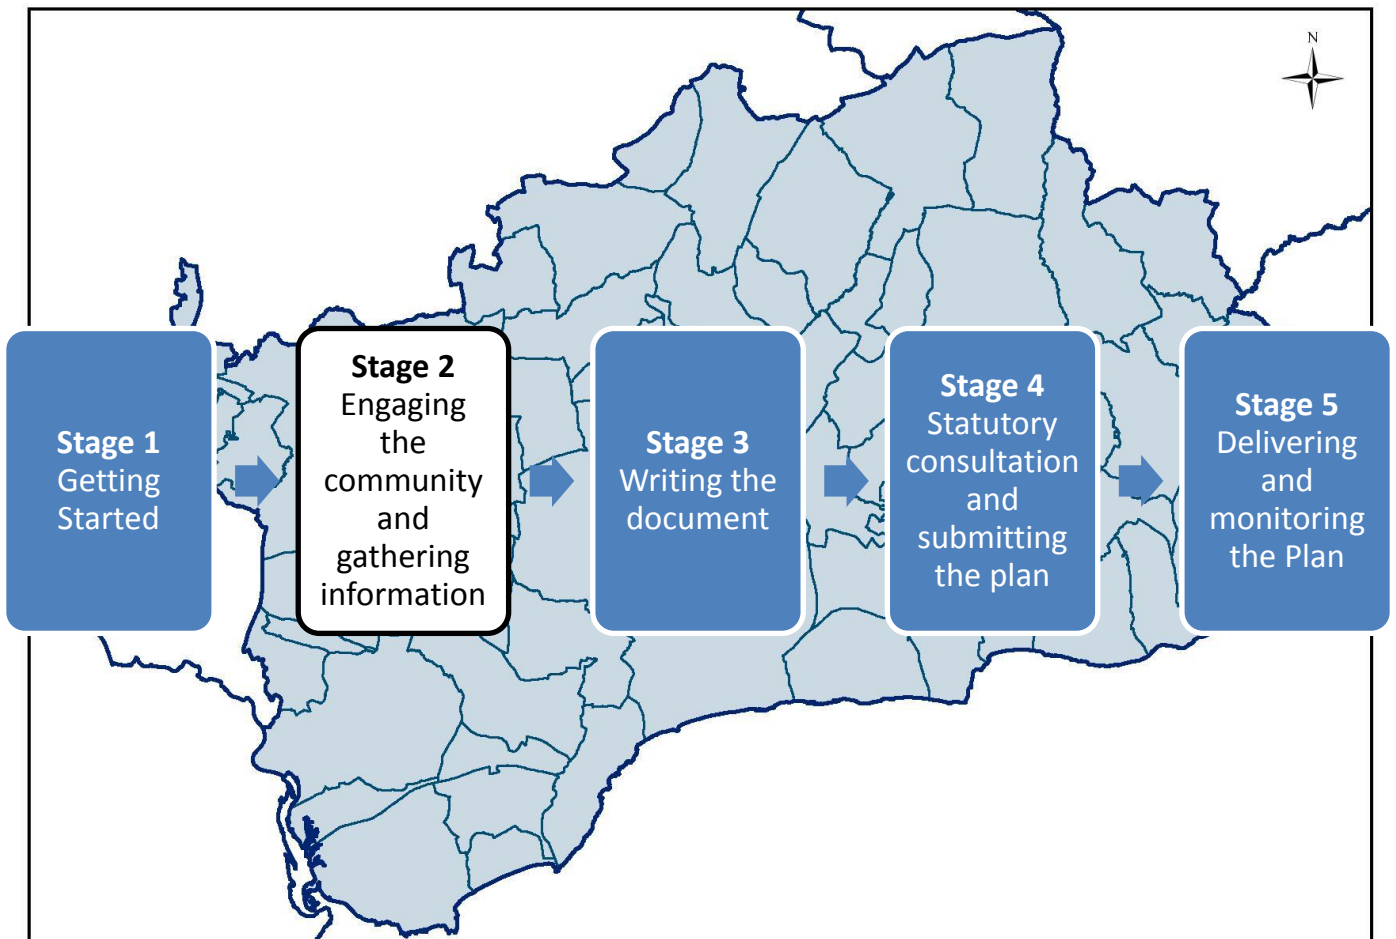 N
Stage 1
Getting
Started
Stage 2
Engaging
the
community
and
gathering
information
Stage 3
Writing the
document
Stage 4
Statutory
consultation
and
submitting
the plan
Stage 5
Delivering
and
monitoring
the Plan